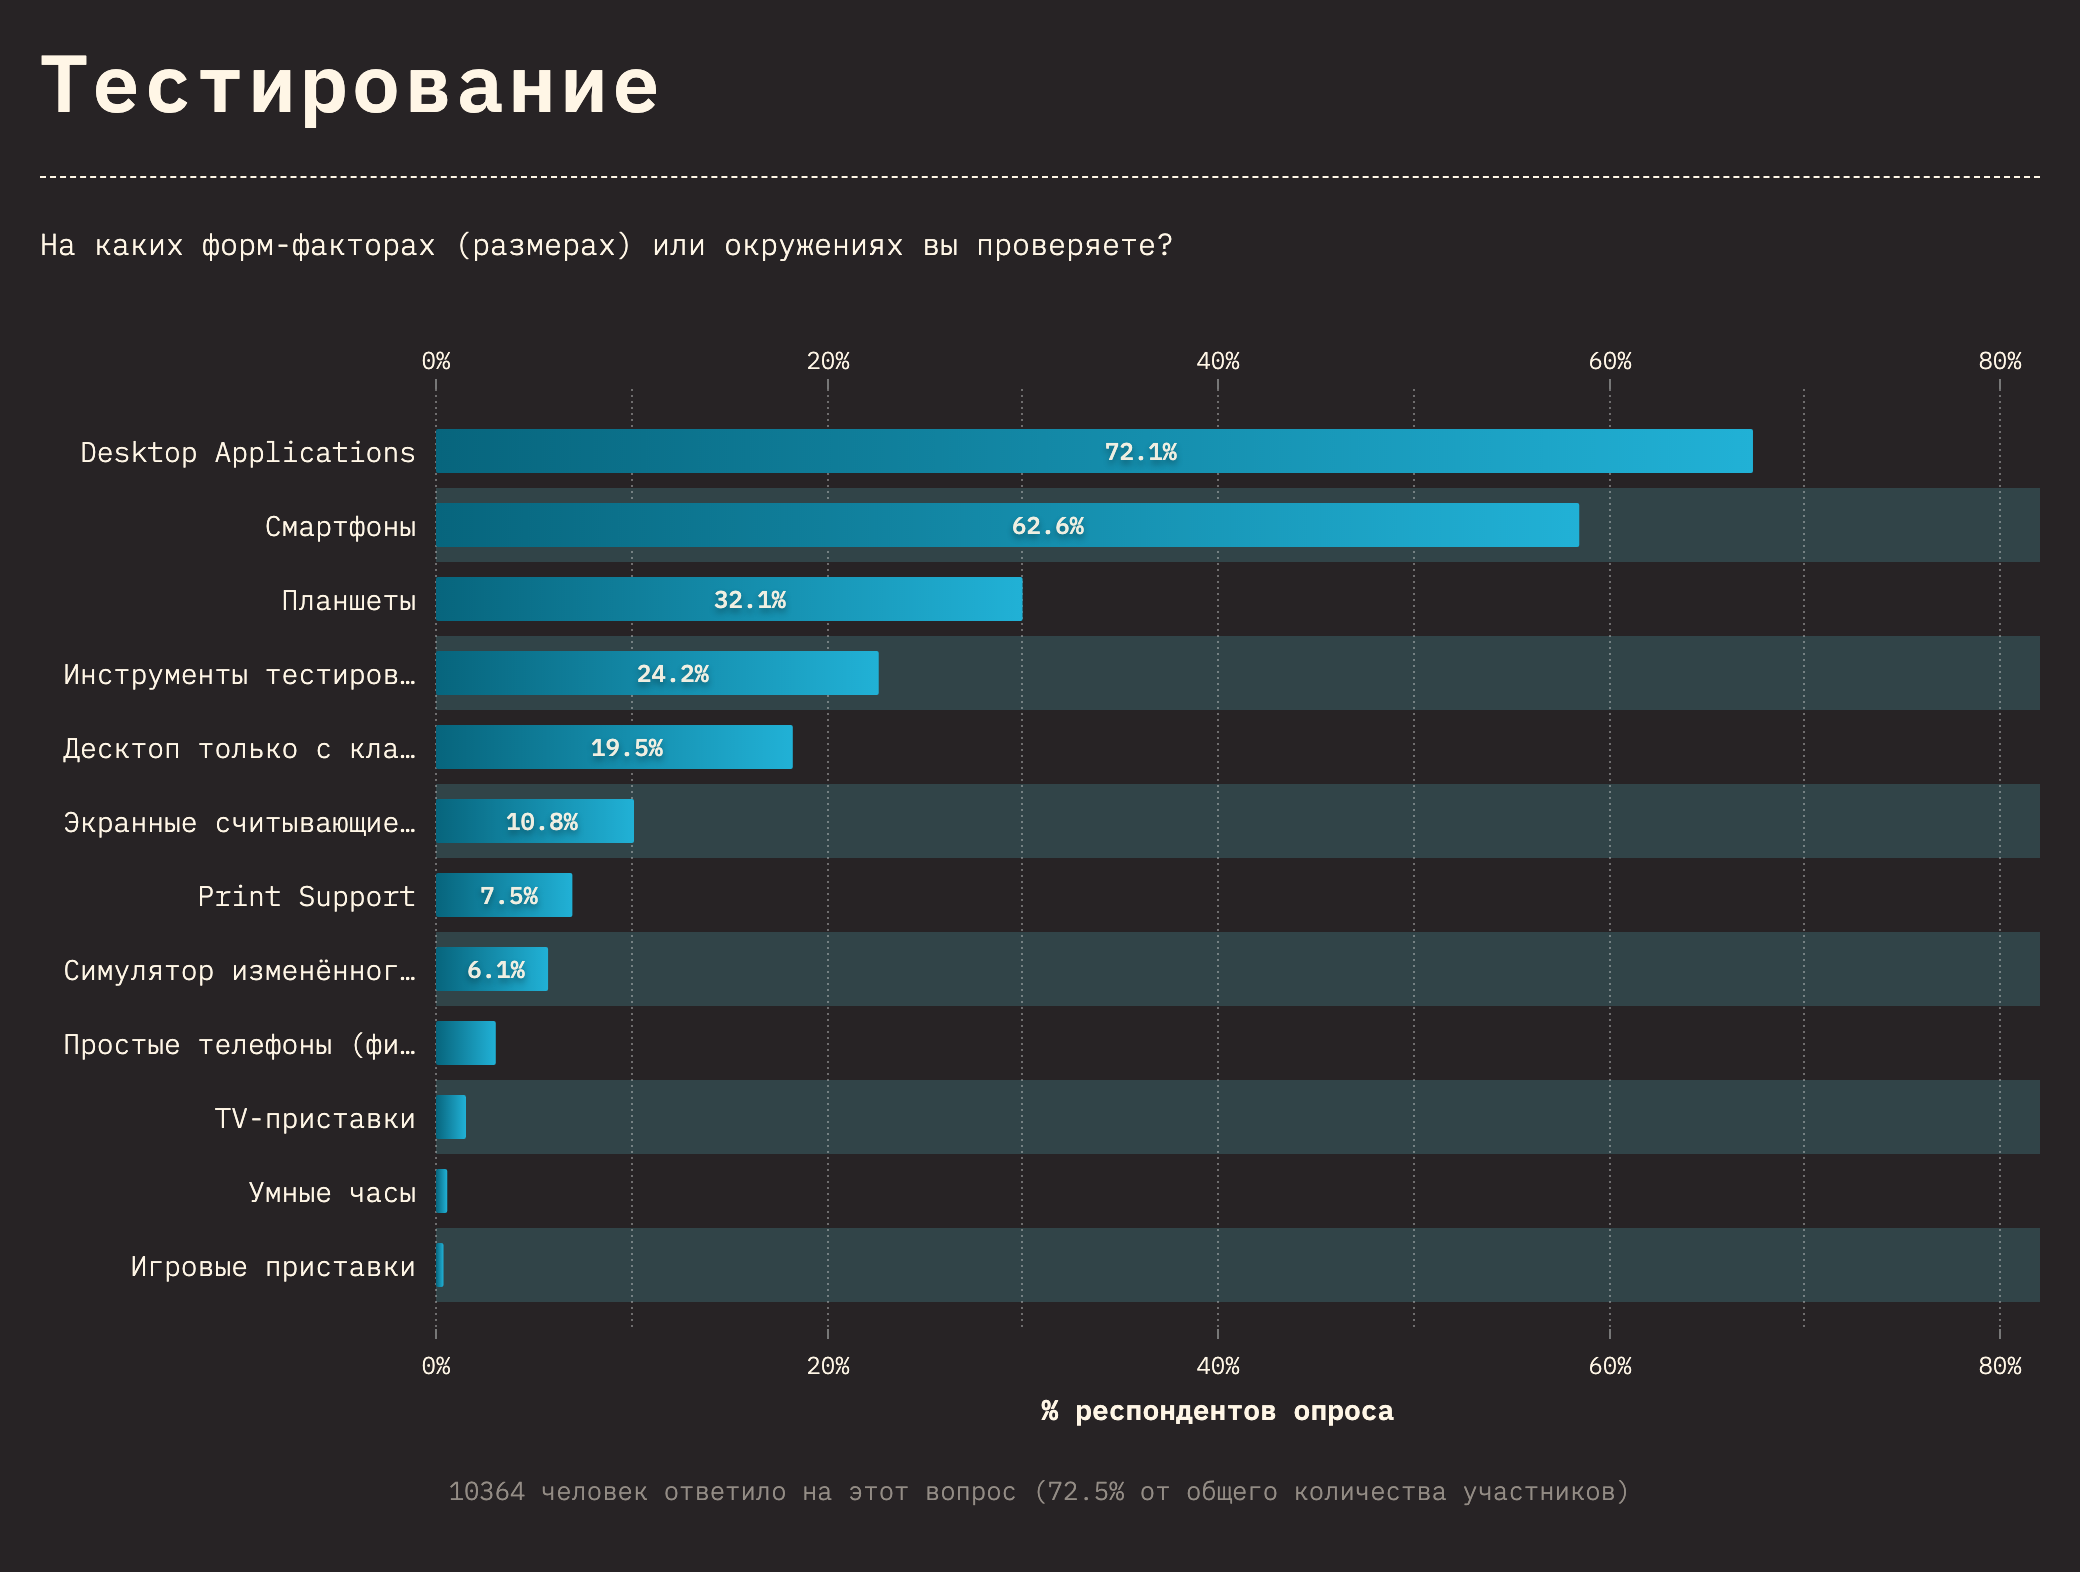 Тестирование
На каких форм-факторах (размерах) или окружениях вы проверяете?
0% 20% 40% 60% 80%
Desktop Applications 72.1%
Смартфоны 62.6%
Планшеты 32.1%
Инструменты тестиров… 24.2%
Десктоп только с кла… 19.5%
Экранные считывающие… 10.8%
Print Support 7.5%
Симулятор изменённог… 6.1%
Простые телефоны (фи…
TV-приставки
Умные часы
Игровые приставки
0% 20% 40% 60% 80%
% респондентов опроса
10364 человек ответило на этот вопрос (72.5% от общего количества участников)